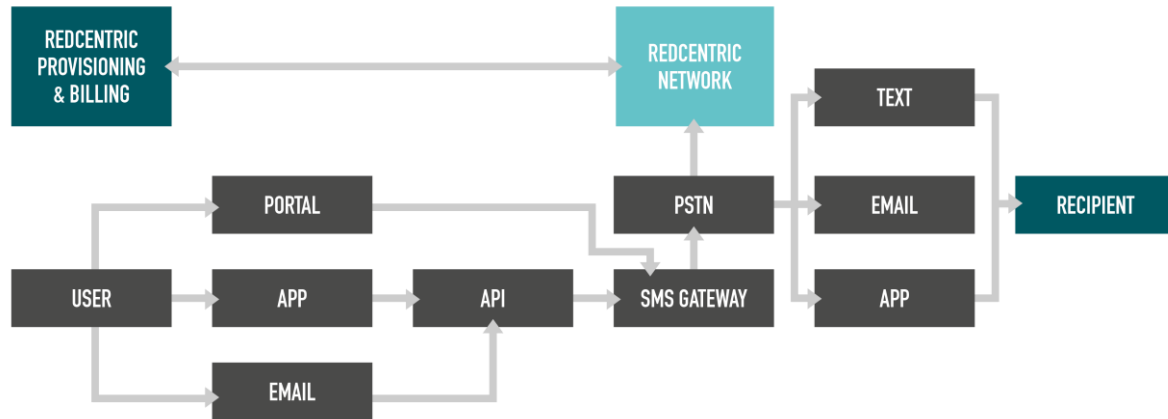 REDCENTRIC
PROVISIONING
& BILLING
REDCENTRIC
NETWORK
TEXT
PORTAL
PSTN
EMAIL
RECIPIENT
USER
APP
API
SMS GATEWAY
APP
EMAIL